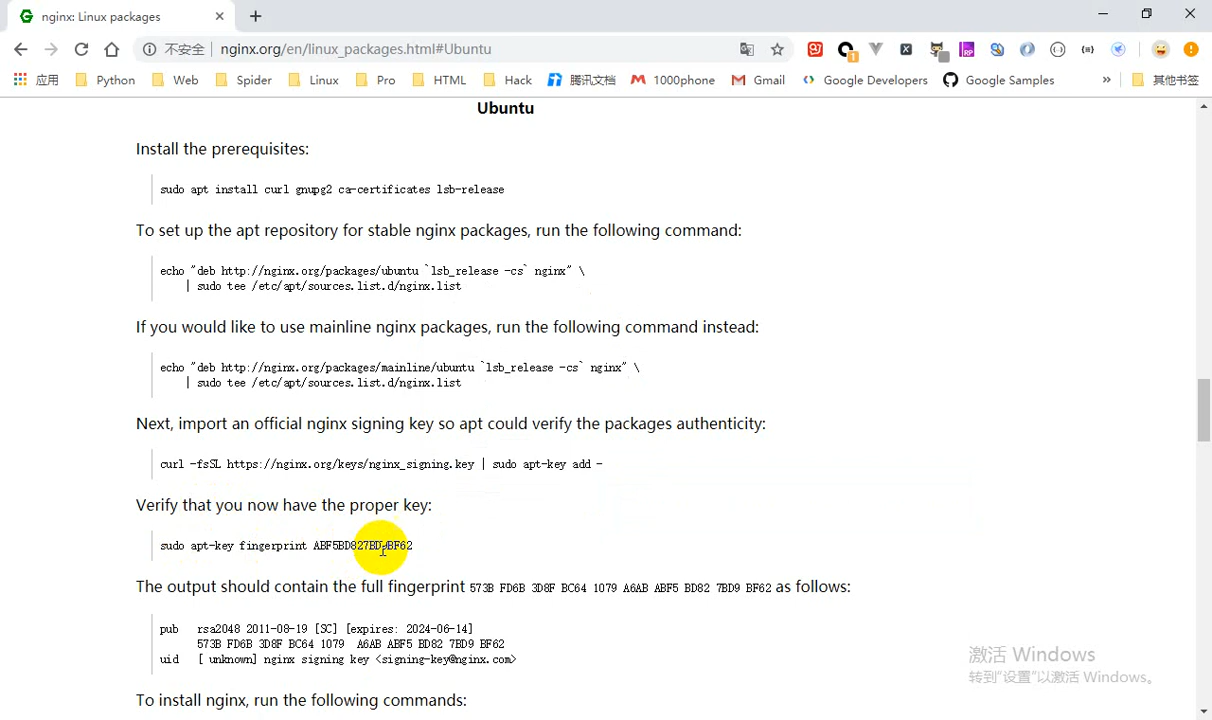 nginx: Linux packages
不安全 nginx.org/en/linux_packages.html#Ubuntu
应用 Python Web Spider Linux Pro HTML Hack 腾讯文档 1000phone Gmail Google Developers Google Samples » 其他书签
Ubuntu
Install the prerequisites:
sudo apt install curl gnupg2 ca-certificates lsb-release
To set up the apt repository for stable nginx packages, run the following command:
echo "deb http://nginx.org/packages/ubuntu `lsb_release -cs` nginx" \
| sudo tee /etc/apt/sources.list.d/nginx.list
If you would like to use mainline nginx packages, run the following command instead:
echo "deb http://nginx.org/packages/mainline/ubuntu `lsb_release -cs` nginx" \
| sudo tee /etc/apt/sources.list.d/nginx.list
Next, import an official nginx signing key so apt could verify the packages authenticity:
curl -fsSL https://nginx.org/keys/nginx_signing.key | sudo apt-key add -
Verify that you now have the proper key:
sudo apt-key fingerprint ABF5BD827BD9BF62
The output should contain the full fingerprint 573B FD6B 3D8F BC64 1079 A6AB ABF5 BD82 7BD9 BF62 as follows:
pub rsa2048 2011-08-19 [SC] [expires: 2024-06-14]
573B FD6B 3D8F BC64 1079 A6AB ABF5 BD82 7BD9 BF62
uid [ unknown] nginx signing key <signing-key@nginx.com>
激活 Windows
转到"设置"以激活 Windows。
To install nginx, run the following commands: